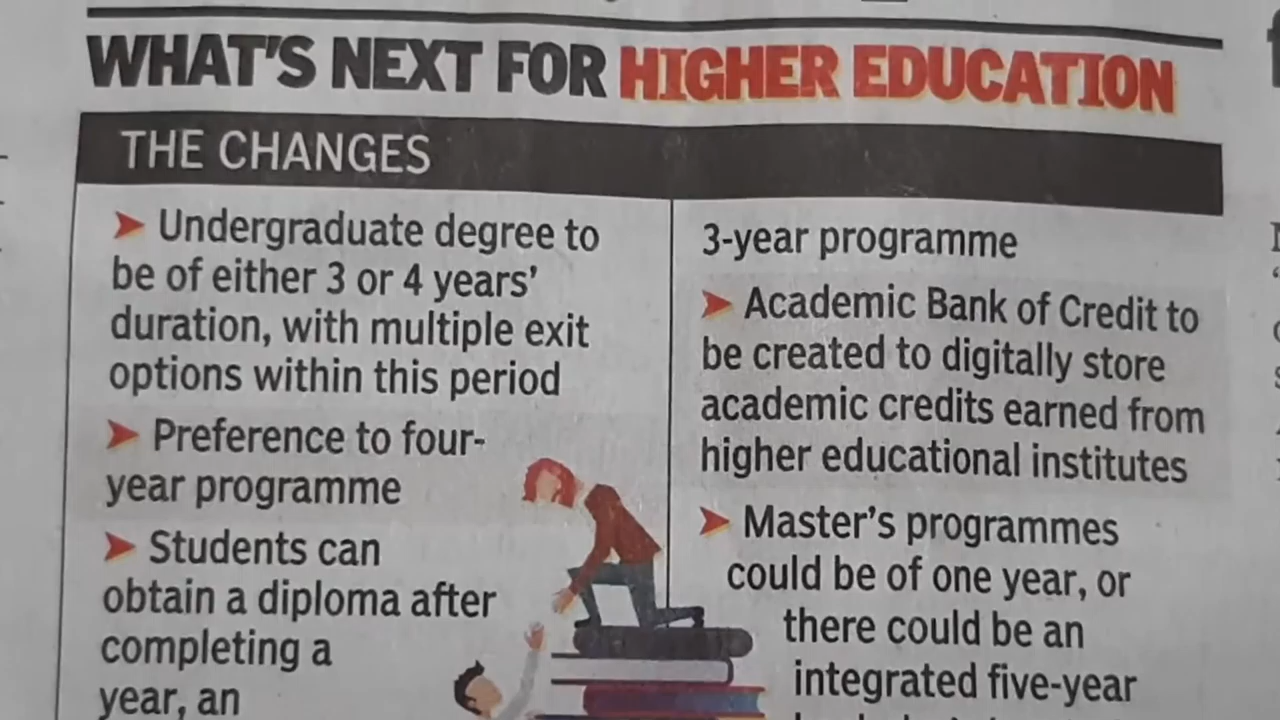 WHAT'S NEXT FOR HIGHER EDUCATION
THE CHANGES
➤ Undergraduate degree to
be of either 3 or 4 years'
duration, with multiple exit
options within this period
➤ Preference to four-
year programme
➤ Students can
obtain a diploma after
completing a
year, an
3-year programme
➤ Academic Bank of Credit to
be created to digitally store
academic credits earned from
higher educational institutes
➤ Master's programmes
could be of one year, or
there could be an
integrated five-year